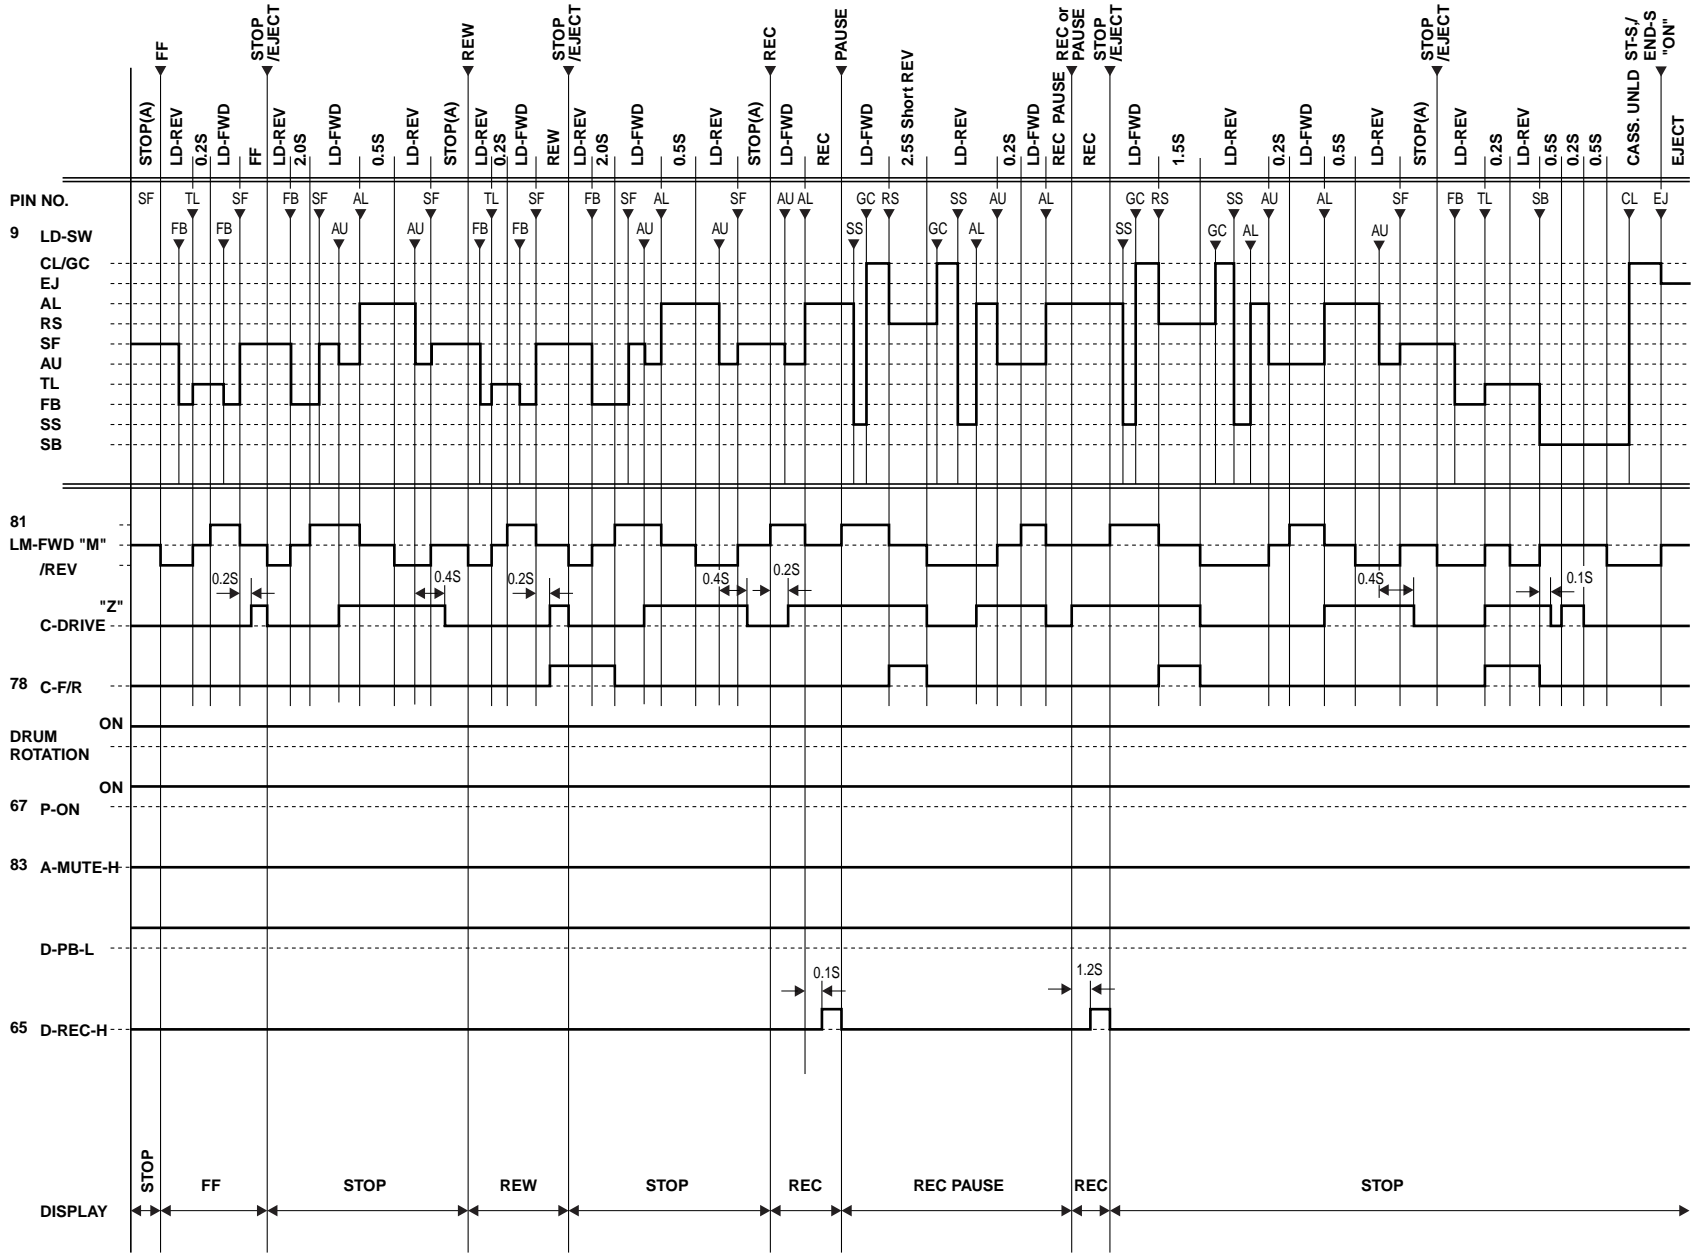 FF
STOP
/EJECT
REW
STOP
/EJECT
REC
PAUSE
REC or
PAUSE
STOP
/EJECT
STOP
/EJECT
CASS. UNLD ST-S,/
END-S
"ON"
STOP(A)
LD-REV
0.2S
LD-FWD
FF
LD-REV
2.0S
LD-FWD
0.5S
LD-REV
STOP(A)
LD-REV
0.2S
LD-FWD
REW
LD-REV
2.0S
LD-FWD
0.5S
LD-REV
STOP(A)
LD-FWD
REC
LD-FWD
2.5S Short REV
LD-REV
0.2S
LD-FWD
REC PAUSE
REC
LD-FWD
1.5S
LD-REV
0.2S
LD-FWD
0.5S
LD-REV
STOP(A)
LD-REV
0.2S
LD-REV
0.5S
0.2S
0.5S
EJECT
PIN NO. SF TL SF FB SF AL SF TL SF FB SF AL SF AU AL GC RS SS AU AL GC RS SS AU AL SF FB TL SB CL EJ
9 LD-SW FB FB AU AU FB FB AU AU SS GC AL SS GC AL AU
CL/GC
EJ
AL
RS
SF
AU
TL
FB
SS
SB
81
LM-FWD "M"
/REV
0.2S 0.4S 0.2S 0.4S 0.2S 0.4S 0.1S
"Z"
C-DRIVE
78 C-F/R
ON
DRUM
ROTATION
ON
67 P-ON
83 A-MUTE-H
D-PB-L
0.1S 1.2S
65 D-REC-H
STOP FF STOP REW STOP REC REC PAUSE REC STOP
DISPLAY